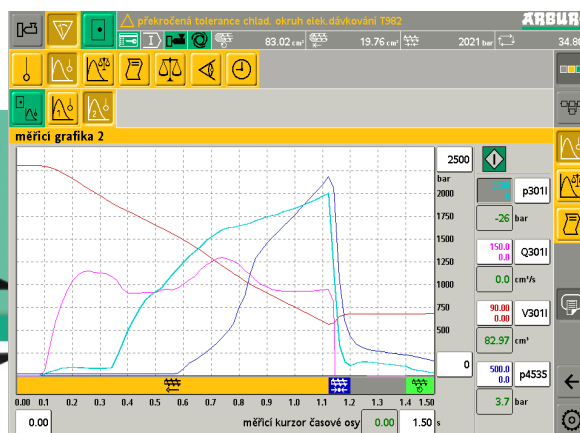 překročená tolerance chlad. okruh elek.dávkování T982
ARBURG
83.02 cm³ 19.76 cm³ 2021 bar 34.80
měřicí grafika 2
2500
bar
2000
1750
1500
1250
1000
750
500
0
p301I
-26 bar
150.0
0.0
Q301I
0.0 cm³/s
90.00
0.00
V301I
82.97 cm³
500.0
0.0
p4535
3.7 bar
0.00 0.1 0.2 0.3 0.4 0.5 0.6 0.7 0.8 0.9 1.0 1.1 1.2 1.3 1.4 1.50
0.00 měřicí kurzor časové osy 0.00 1.50 s